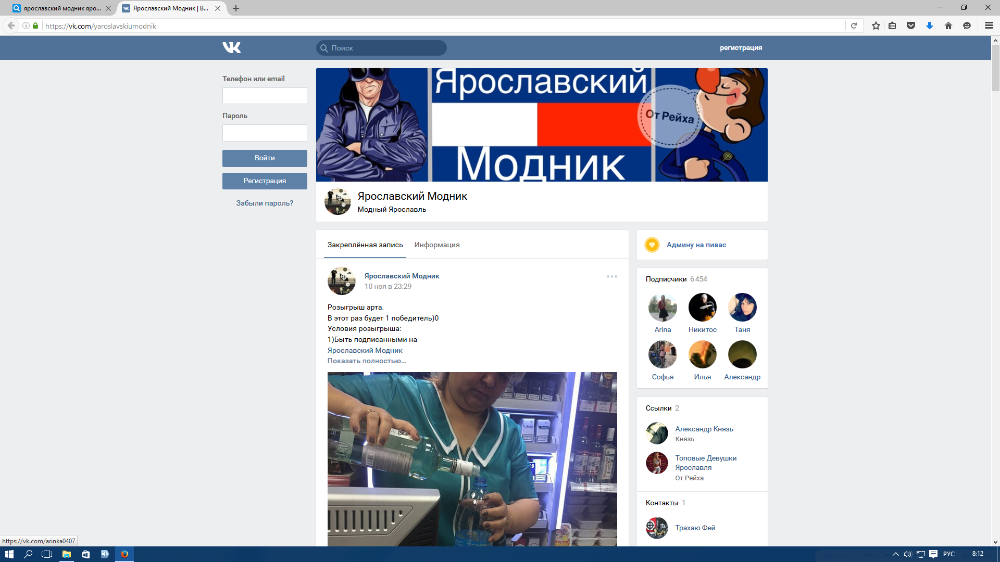 ярославский модник яро...
Ярославский Модник | В...
https://vk.com/yaroslavskiumodnik
Поиск
регистрация
Телефон или email
Пароль
Войти
Регистрация
Забыли пароль?
Ярославский
От Рейха
Модник
Ярославский Модник
Модный Ярославль
Закреплённая запись
Информация
Ярославский Модник
10 ноя в 23:29
Розыгрыш арта.
В этот раз будет 1 победитель)0
Условия розыгрыша:
1)Быть подписанными на
Ярославский Модник
Показать полностью…
Админу на пивас
Подписчики 6 454
Arina
Никитос
Таня
Софья
Илья
Александр
Ссылки 2
Александр Князь
Князь
Топовые Девушки
Ярославля
От Рейха
Контакты 1
Трахаю Фей
https://vk.com/arinka0407
РУС
8:12